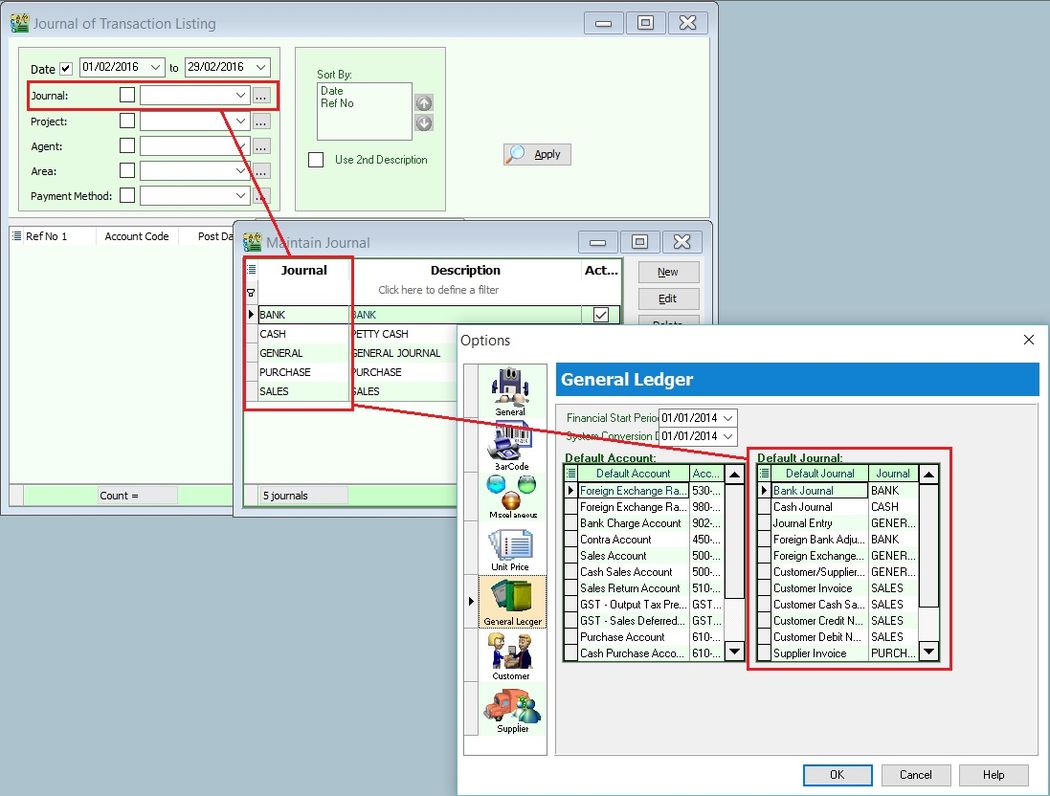 Journal of Transaction Listing
Date 01/02/2016 to 29/02/2016
Journal: ...
Project: ...
Agent: ...
Area: ...
Payment Method: ...
Sort By:
Date
Ref No
Use 2nd Description
Apply
Ref No 1 Account Code Post Da
Count =
Maintain Journal
Journal Description Act...
Click here to define a filter
BANK BANK
CASH PETTY CASH
GENERAL GENERAL JOURNAL
PURCHASE PURCHASE
SALES SALES
5 journals
New
Edit
Delete
Options
General
BarCode
Miscellaneous
Unit Price
General Ledger
Customer
Supplier
General Ledger
Financial Start Perio 01/01/2014
System Conversion D 01/01/2014
Default Account:
Default Account Acc...
Foreign Exchange Ra... 530-...
Foreign Exchange Ra... 980-...
Bank Charge Account 902-...
Contra Account 450-...
Sales Account 500-...
Cash Sales Account 500-...
Sales Return Account 510-...
GST - Output Tax Pre... GST...
GST - Sales Deferred... GST...
Purchase Account 610-...
Cash Purchase Acco... 610-...
Default Journal:
Default Journal Journal
Bank Journal BANK
Cash Journal CASH
Journal Entry GENER...
Foreign Bank Adju... BANK
Foreign Exchange... GENER...
Customer/Supplier... GENER...
Customer Invoice SALES
Customer Cash Sa... SALES
Customer Credit N... SALES
Customer Debit N... SALES
Supplier Invoice PURCH...
OK Cancel Help